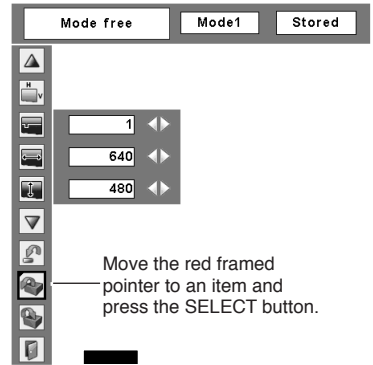 Mode free Mode1 Stored
H
V
1
640
480
Move the red framed
pointer to an item and
press the SELECT button.